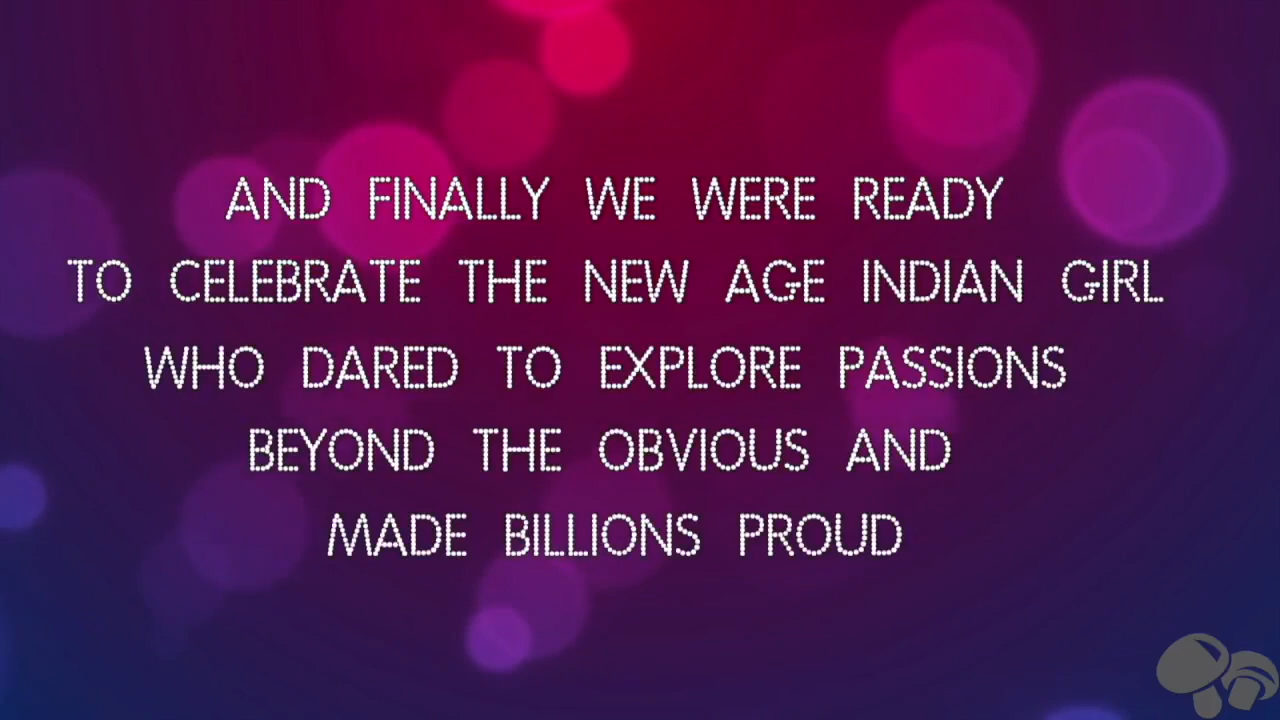 AND FINALLY WE WERE READY
TO CELEBRATE THE NEW AGE INDIAN GIRL
WHO DARED TO EXPLORE PASSIONS
BEYOND THE OBVIOUS AND
MADE BILLIONS PROUD